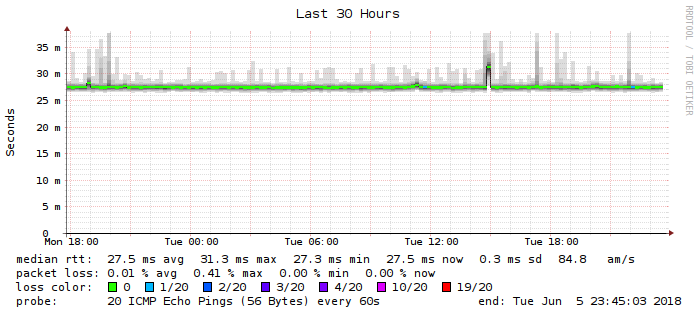 Last 30 Hours
RRDTOOL / TOBI OETIKER
Seconds
35 m
30 m
25 m
20 m
15 m
10 m
5 m
0
Mon 18:00 Tue 00:00 Tue 06:00 Tue 12:00 Tue 18:00
median rtt: 27.5 ms avg 31.3 ms max 27.3 ms min 27.5 ms now 0.3 ms sd 84.8 am/s
packet loss: 0.01 % avg 0.41 % max 0.00 % min 0.00 % now
loss color: 0 1/20 2/20 3/20 4/20 10/20 19/20
probe: 20 ICMP Echo Pings (56 Bytes) every 60s end: Tue Jun 5 23:45:03 2018